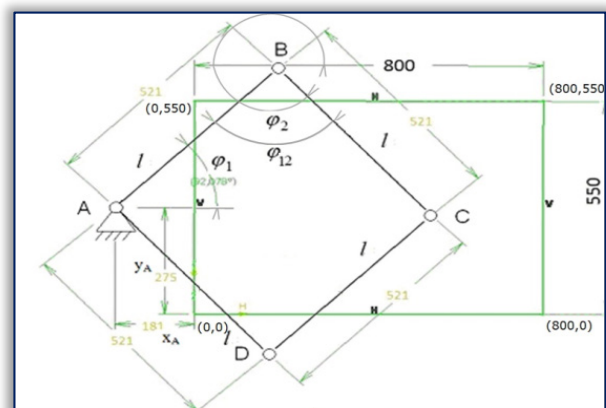 B
800
521
(0,550)
(800,550)
φ2
521
l
φ1
φ12
l
A
550
C
yA
275
l
521
181
xA
(0,0)
(800,0)
521
l
D
H
V
V
H
H